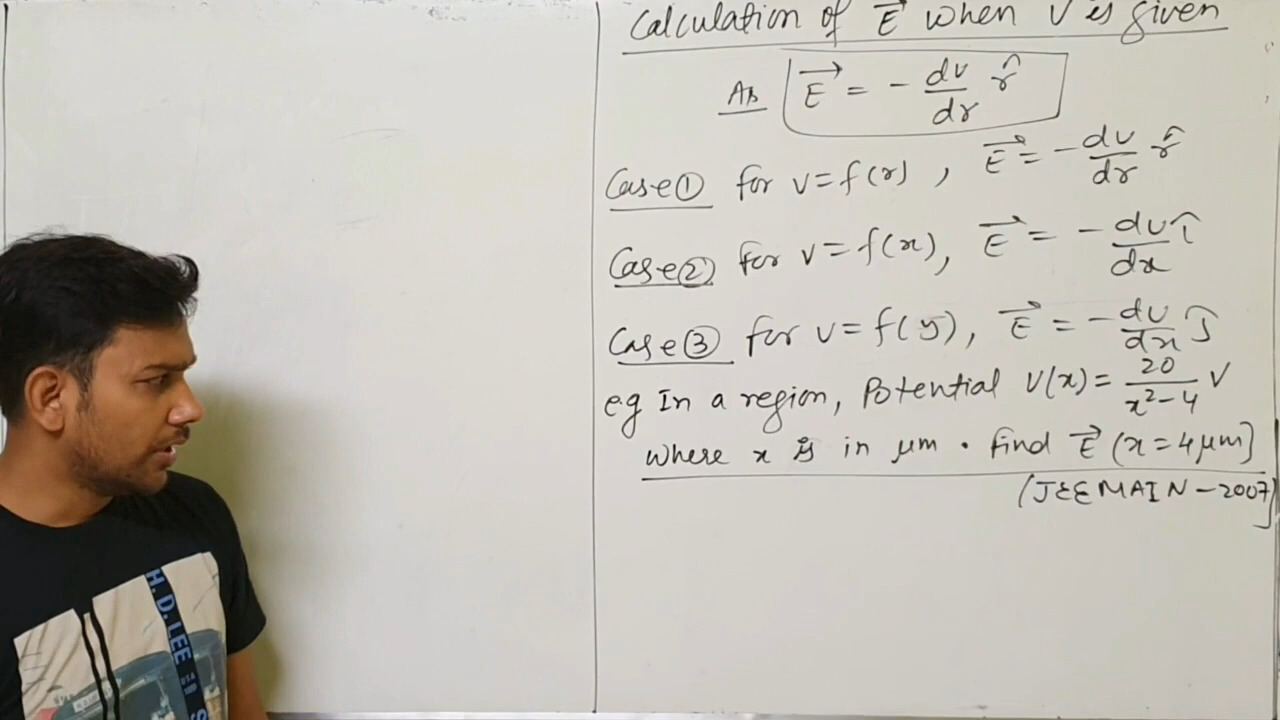 Calculation of E⃗ when V is given
As E⃗ = - dv/dr r̂
Case① for v=f(r), E⃗ = - dv/dr r̂
Case② for v=f(x), E⃗ = - dv/dx î
Case③ for v=f(y), E⃗ = - dv/dx ĵ
e.g In a region, Potential V(x) = 20/x²-4 V
where x is in μm. find E⃗ (x=4μm)
(JEE MAIN-2007)
H.D.LEE
USA